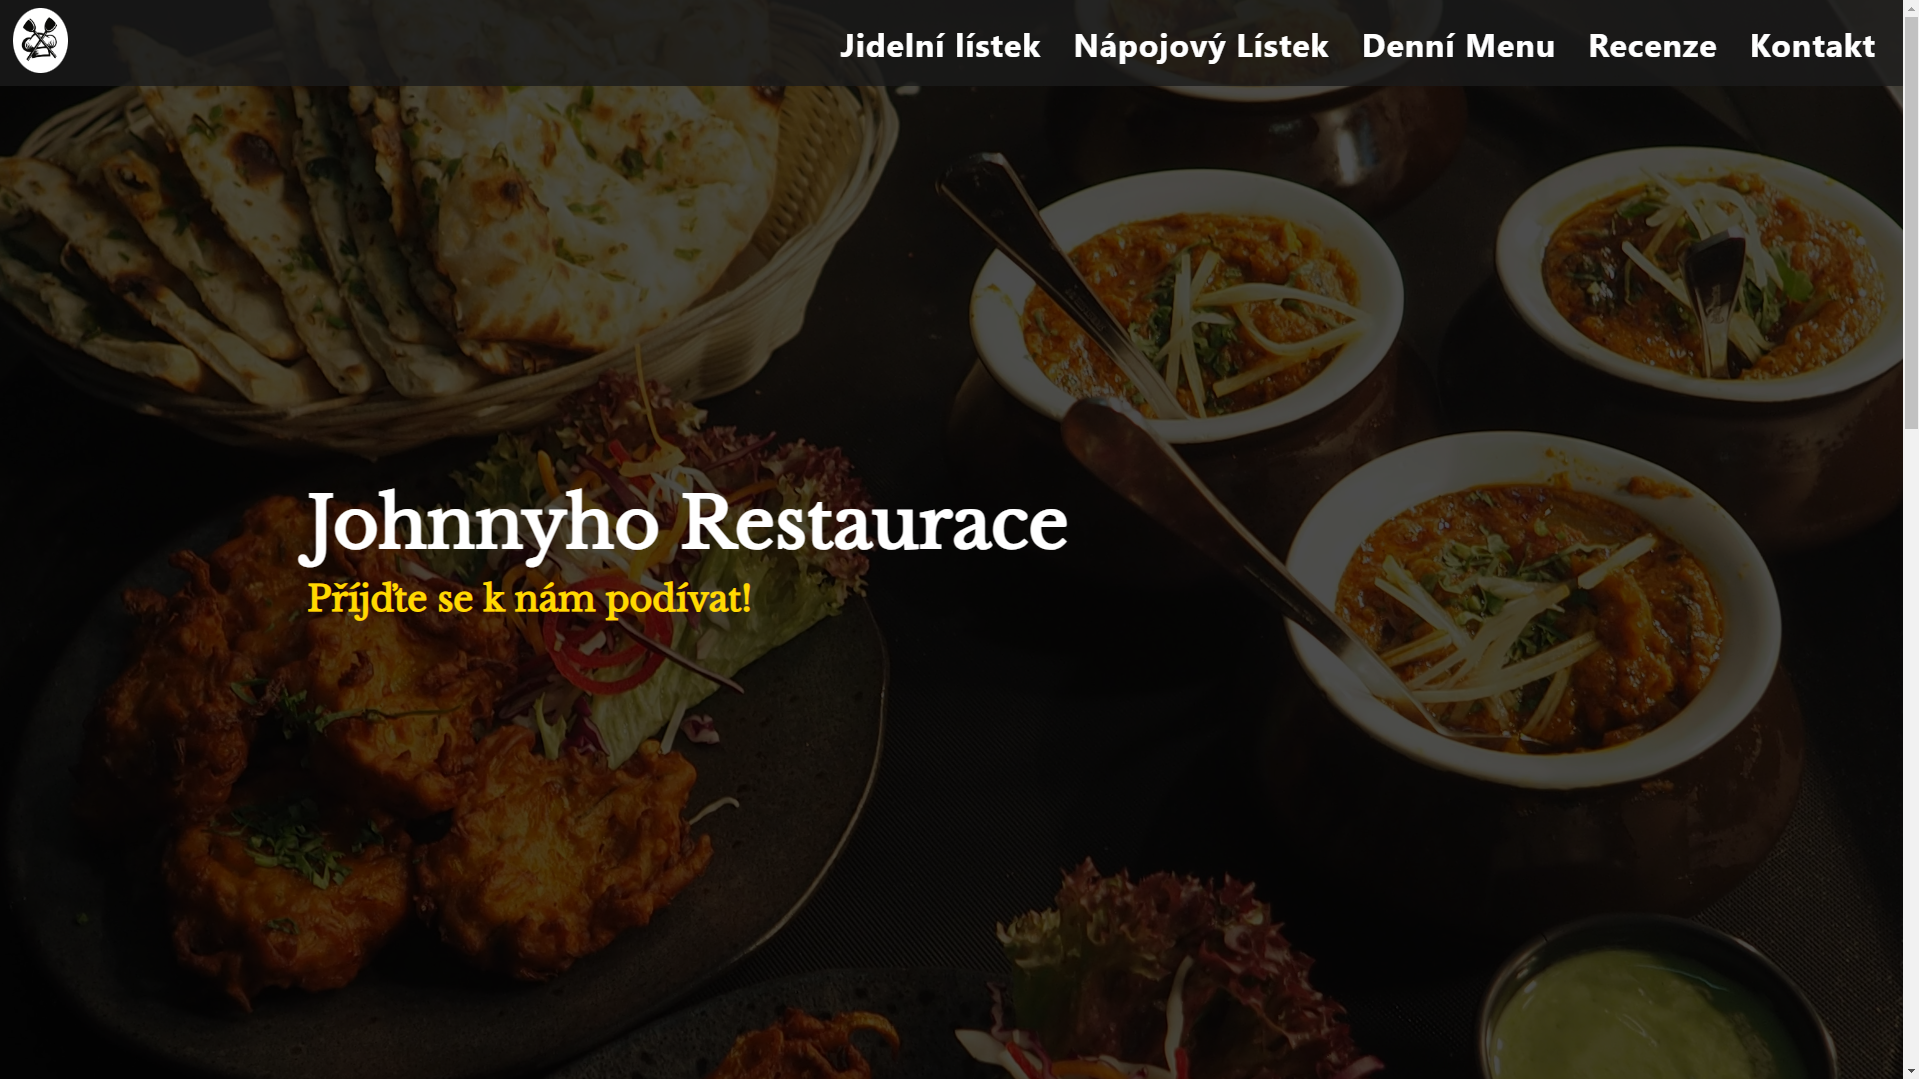 Jidelní lístek
Nápojový Lístek
Denní Menu
Recenze
Kontakt
Johnnyho Restaurace
Příjďte se k nám podívat!